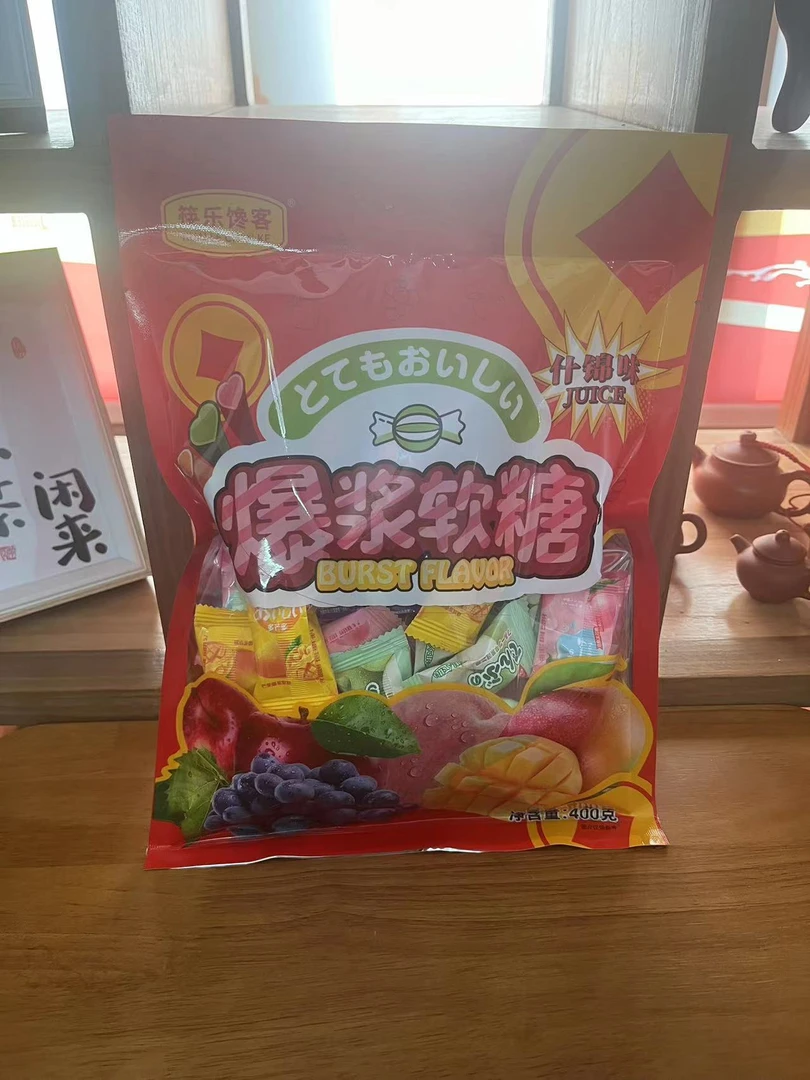 筷乐馋客
とてもおいしい
什锦味
JUICE
爆浆软糖
BURST FLAVOR
净含量:400克
闲来